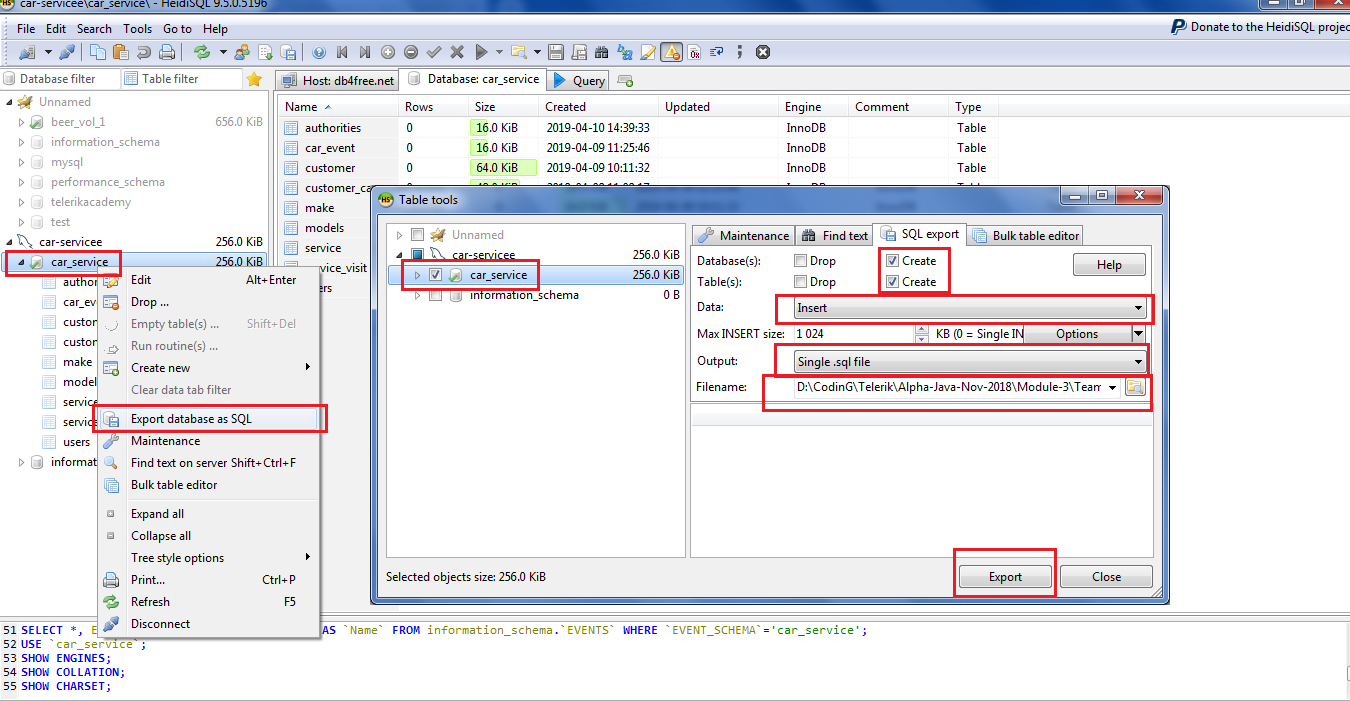 car-servicee\car_service\ - HeidiSQL 9.5.0.5196
File Edit Search Tools Go to Help
Donate to the HeidiSQL projec
Database filter
Table filter
Host: db4free.net
Database: car_service
Query
Unnamed
beer_vol_1 656.0 KiB
information_schema
mysql
performance_schema
telerikacademy
test
car-servicee 256.0 KiB
car_service 256.0 KiB
author
car_ev
custom
custom
make
model
service
service
users
informat
Name Rows Size Created Updated Engine Comment Type
authorities 0 16.0 KiB 2019-04-10 14:39:33 InnoDB Table
car_event 0 16.0 KiB 2019-04-09 11:25:46 InnoDB Table
customer 0 64.0 KiB 2019-04-09 10:11:32 InnoDB Table
customer_ca
make
models
service
rvice_visit
ers
Edit Alt+Enter
Drop ...
Empty table(s) ... Shift+Del
Run routine(s) ...
Create new
Clear data tab filter
Export database as SQL
Maintenance
Find text on server Shift+Ctrl+F
Bulk table editor
Expand all
Collapse all
Tree style options
Print... Ctrl+P
Refresh F5
Disconnect
Table tools
Unnamed
car-servicee 256.0 KiB
car_service 256.0 KiB
information_schema 0 B
Maintenance Find text SQL export Bulk table editor
Database(s): Drop Create Help
Table(s): Drop Create
Data: Insert
Max INSERT size: 1 024 KB (0 = Single IN Options
Output: Single .sql file
Filename: D:\CodinG\Telerik\Alpha-Java-Nov-2018\Module-3\Team
Selected objects size: 256.0 KiB
Export Close
51 SELECT *, E AS `Name` FROM information_schema.`EVENTS` WHERE `EVENT_SCHEMA`='car_service';
52 USE `car_service`;
53 SHOW ENGINES;
54 SHOW COLLATION;
55 SHOW CHARSET;